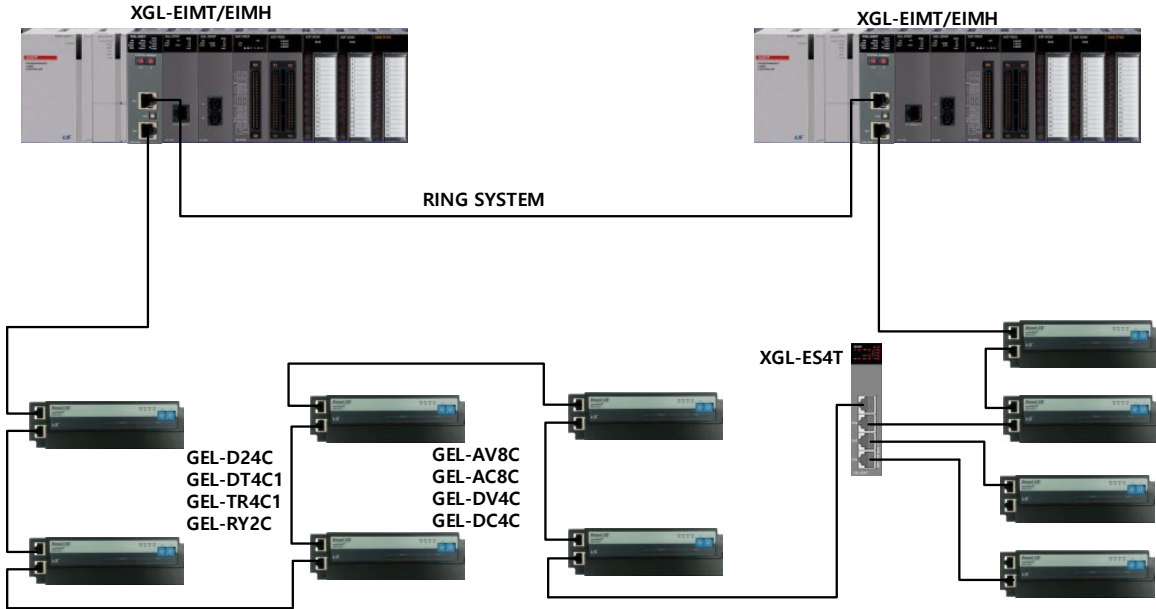 XGL-EIMT/EIMH
XGL-EIMT/EIMH
RING SYSTEM
XGL-ES4T
GEL-D24C
GEL-DT4C1
GEL-TR4C1
GEL-RY2C
GEL-AV8C
GEL-AC8C
GEL-DV4C
GEL-DC4C